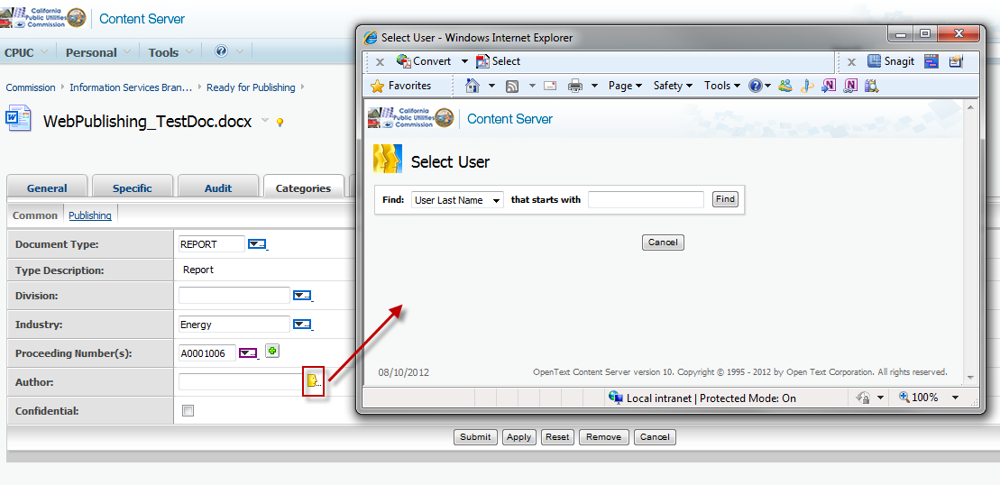 California
Public Utilities
Commission
Content Server
CPUC Personal Tools
Commission Information Services Bran... Ready for Publishing
WebPublishing_TestDoc.docx
General Specific Audit Categories
Common Publishing
Document Type: REPORT
Type Description: Report
Division:
Industry: Energy
Proceeding Number(s): A0001006
Author:
Confidential:
Submit Apply Reset Remove Cancel
Select User - Windows Internet Explorer
x Convert Select x Snagit
Favorites Page Safety Tools
California
Public Utilities
Commission
Content Server
Select User
Find: User Last Name that starts with Find
Cancel
08/10/2012 OpenText Content Server version 10. Copyright © 1995 - 2012 by Open Text Corporation. All rights reserved.
Local intranet | Protected Mode: On 100%